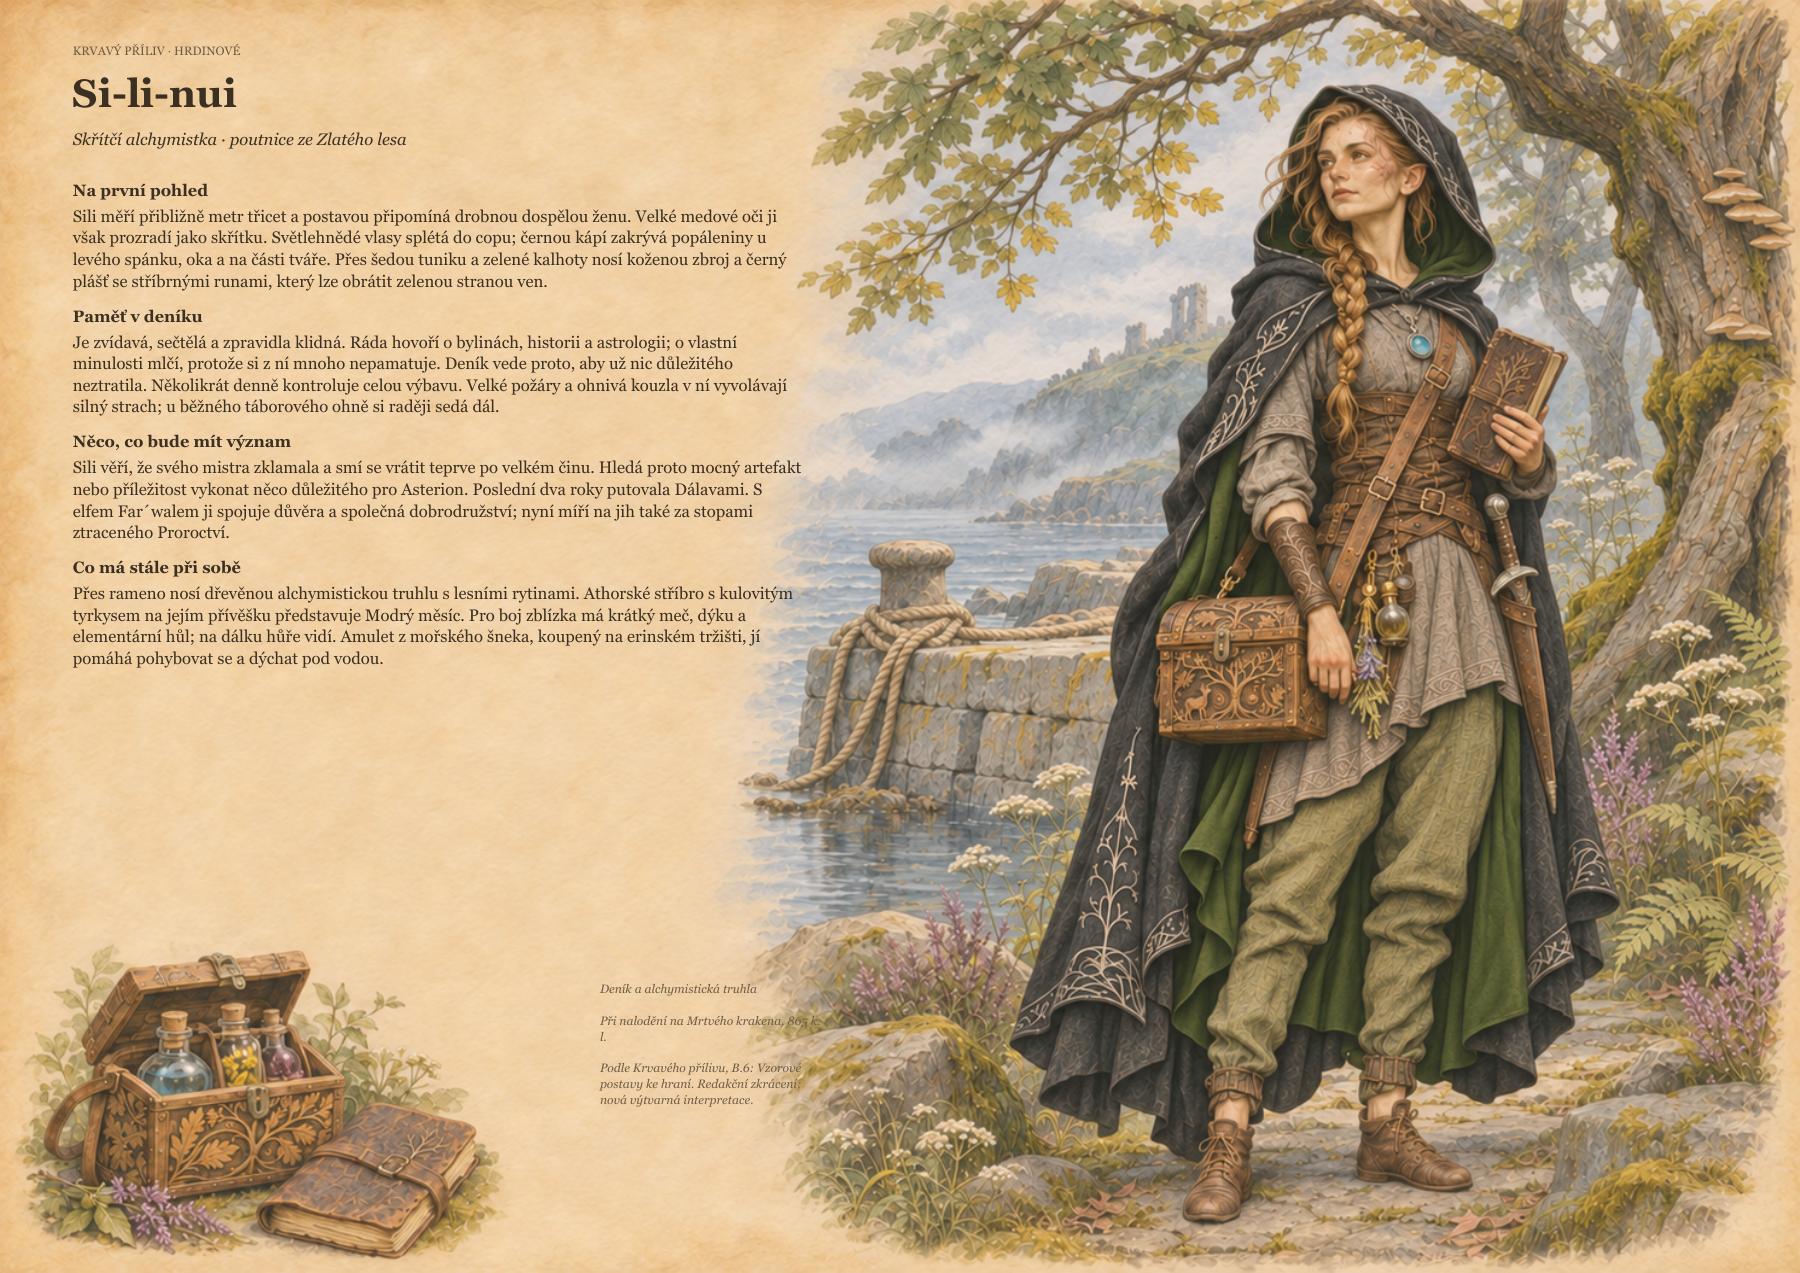 KRVAVÝ PŘÍLIV · HRDINOVÉ
Si-li-nui
Skřítčí alchymistka · poutnice ze Zlatého lesa
Na první pohled
Sili měří přibližně metr třicet a postavou připomíná drobnou dospělou ženu. Velké medové oči ji
však prozradí jako skřítku. Světlehnědé vlasy splétá do copu; černou kápí zakrývá popáleniny u
levého spánku, oka a na části tváře. Přes šedou tuniku a zelené kalhoty nosí koženou zbroj a černý
plášť se stříbrnými runami, který lze obrátit zelenou stranou ven.
Paměť v deníku
Je zvídavá, sečtělá a zpravidla klidná. Ráda hovoří o bylinách, historii a astrologii; o vlastní
minulosti mlčí, protože si z ní mnoho nepamatuje. Deník vede proto, aby už nic důležitého
neztratila. Několikrát denně kontroluje celou výbavu. Velké požáry a ohnivá kouzla v ní vyvolávají
silný strach; u běžného táborového ohně si raději sedá dál.
Něco, co bude mít význam
Sili věří, že svého mistra zklamala a smí se vrátit teprve po velkém činu. Hledá proto mocný artefakt
nebo příležitost vykonat něco důležitého pro Asterion. Poslední dva roky putovala Dálavami. S
elfem Far´walem ji spojuje důvěra a společná dobrodružství; nyní míří na jih také za stopami
ztraceného Proroctví.
Co má stále při sobě
Přes rameno nosí dřevěnou alchymistickou truhlu s lesními rytinami. Athorské stříbro s kulovitým
tyrkysem na jejím přívěšku představuje Modrý měsíc. Pro boj zblízka má krátký meč, dýku a
elementární hůl; na dálku hůře vidí. Amulet z mořského šneka, koupený na erinském tržišti, jí
pomáhá pohybovat se a dýchat pod vodou.
Deník a alchymistická truhla
Při nalodění na Mrtvého krakena, 865 k.
l.
Podle Krvavého přílivu, B.6: Vzorové
postavy ke hraní. Redakční zkrácení;
nová výtvarná interpretace.